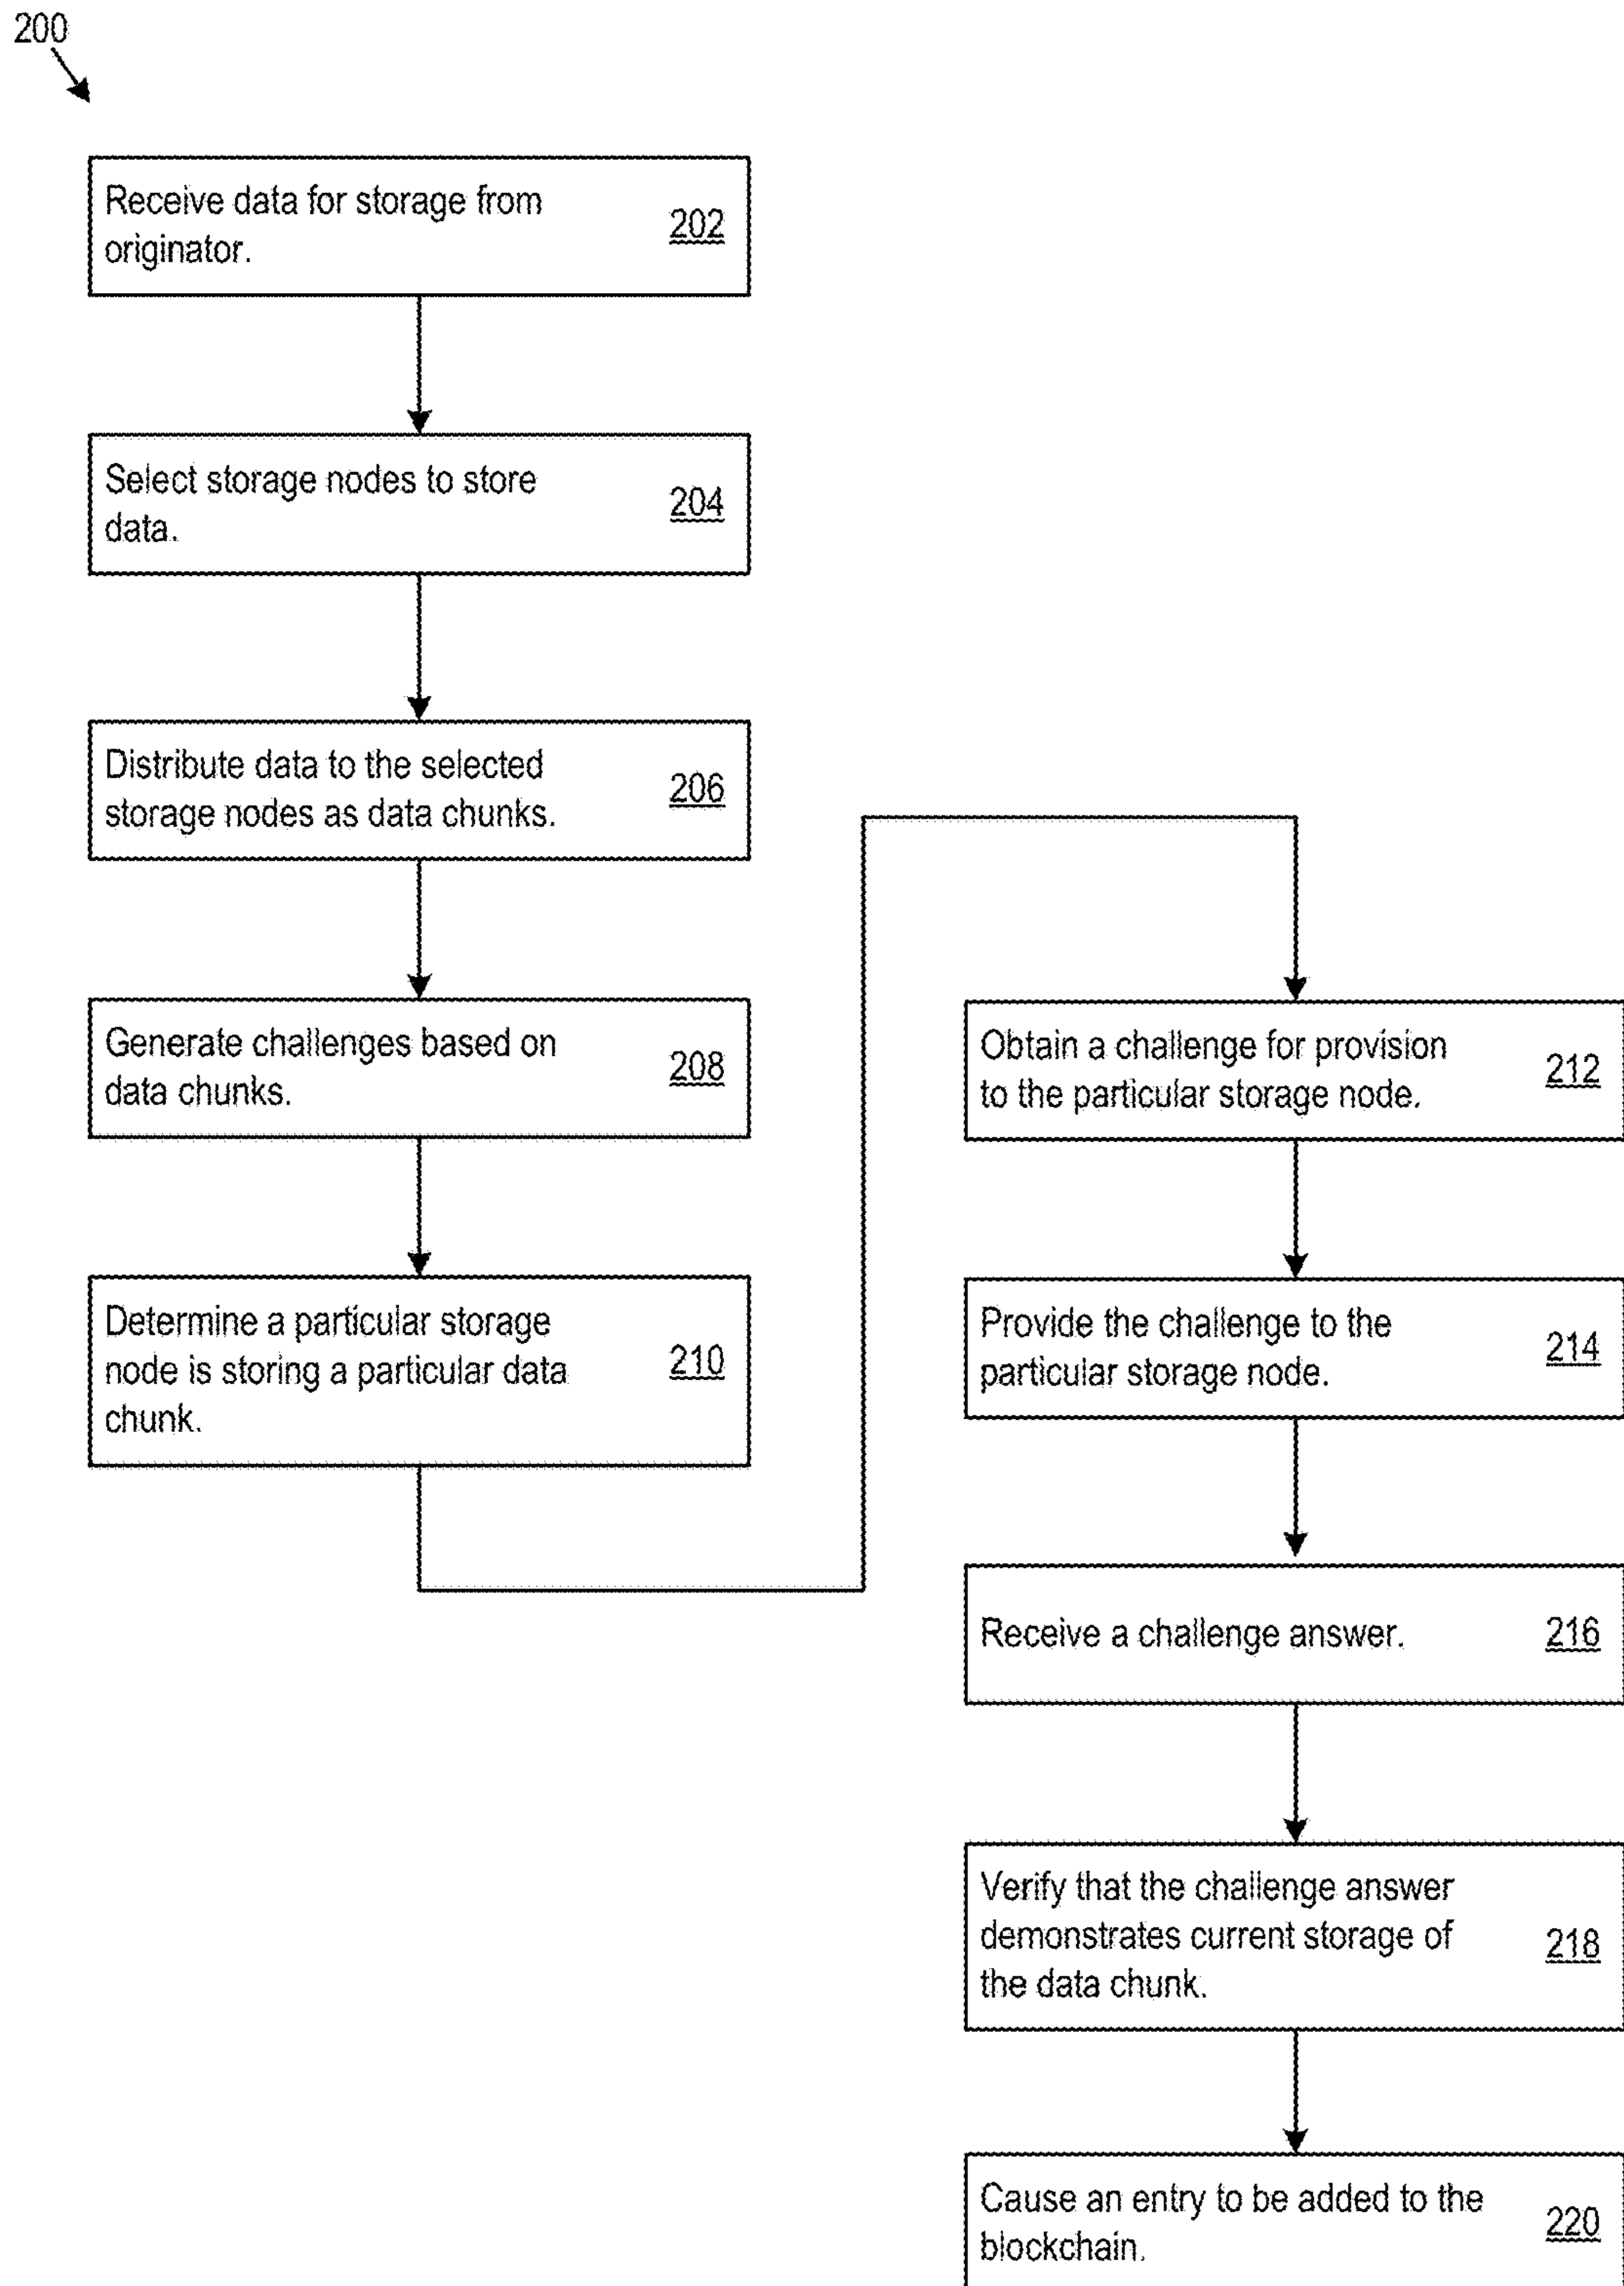 200
Receive data for storage from
originator.
202
Select storage nodes to store
data.
204
Distribute data to the selected
storage nodes as data chunks.
206
Generate challenges based on
data chunks.
208
Determine a particular storage
node is storing a particular data
chunk.
210
Obtain a challenge for provision
to the particular storage node.
212
Provide the challenge to the
particular storage node.
214
Receive a challenge answer.
216
Verify that the challenge answer
demonstrates current storage of
the data chunk.
218
Cause an entry to be added to the
blockchain.
220